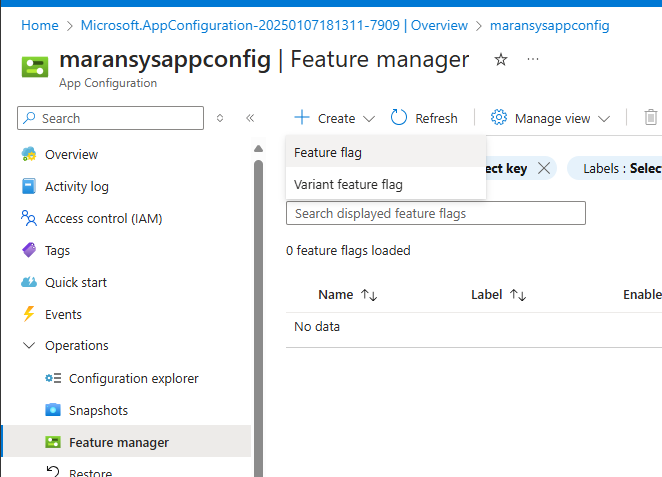 Home > Microsoft.AppConfiguration-20250107181311-7909 | Overview > maransysappconfig
maransysappconfig | Feature manager
App Configuration
Search
Overview
Activity log
Access control (IAM)
Tags
Quick start
Events
Operations
Configuration explorer
Snapshots
Feature manager
Restore
Create
Refresh
Manage view
Feature flag
Variant feature flag
ect key
Labels : Selec
Search displayed feature flags
0 feature flags loaded
Name Label Enable
No data